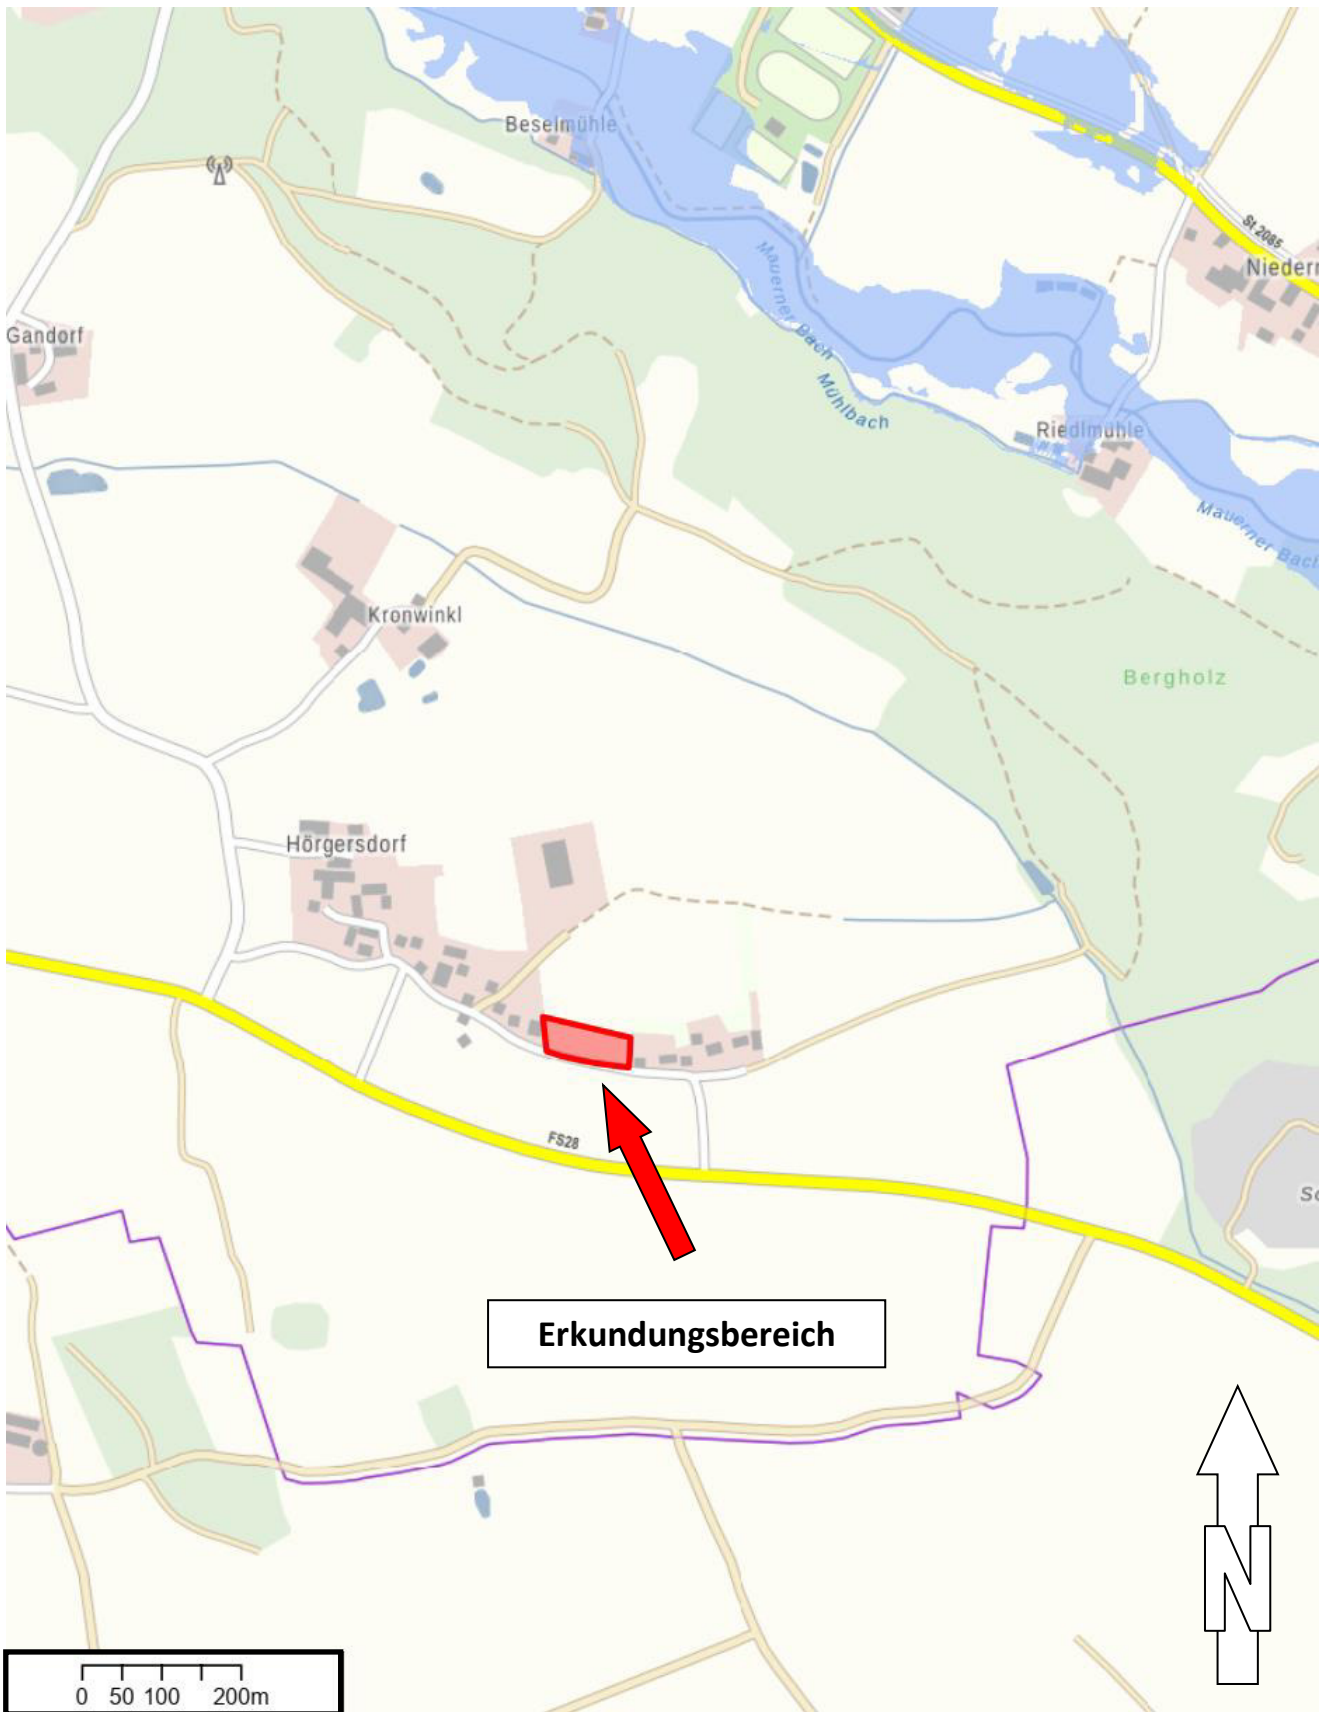 Beselmühle
St 2085
Mauerner Bach
Gandorf
Mühlbach
Riedlmühle
Mauerner Bach
Kronwinkl
Bergholz
Hörgersdorf
FS28
Erkundungsbereich
N
0 50 100 200m